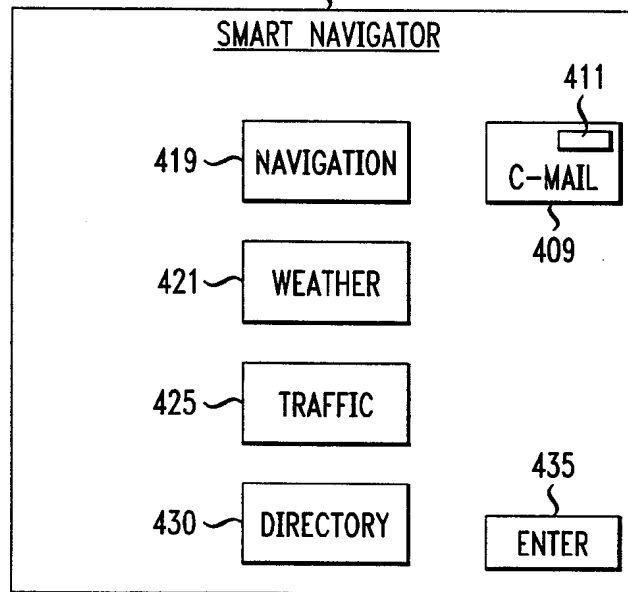 SMART NAVIGATOR
411
419 NAVIGATION
C-MAIL
409
421 WEATHER
425 TRAFFIC
435
430 DIRECTORY
ENTER